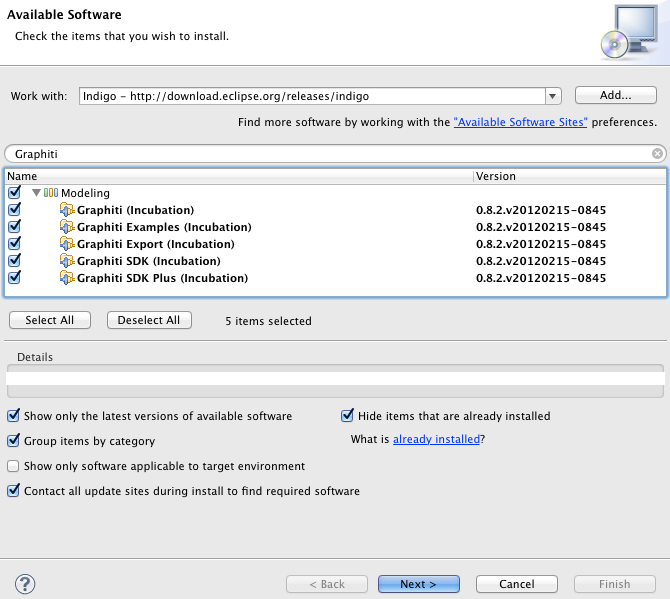 Available Software
Check the items that you wish to install.
Work with: Indigo – http://download.eclipse.org/releases/indigo Add...
Find more software by working with the "Available Software Sites" preferences.
Graphiti
Name Version
Modeling
Graphiti (Incubation) 0.8.2.v20120215-0845
Graphiti Examples (Incubation) 0.8.2.v20120215-0845
Graphiti Export (Incubation) 0.8.2.v20120215-0845
Graphiti SDK (Incubation) 0.8.2.v20120215-0845
Graphiti SDK Plus (Incubation) 0.8.2.v20120215-0845
Select All Deselect All 5 items selected
Details
Show only the latest versions of available software Hide items that are already installed
Group items by category What is already installed?
Show only software applicable to target environment
Contact all update sites during install to find required software
? < Back Next > Cancel Finish